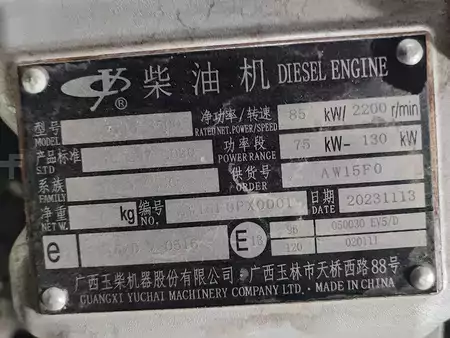 柴油机 DIESEL ENGINE
型号 MODEL 净功率/转速 RATED NET.POWER/SPEED 85 kW/ 2200 r/min
产品标准 STD 功率段 POWER RANGE 75 kW- 130 kW
系族 FAMILY 供货号 ORDER AW15F0
净重 NET W. kg 编号 日期 DATE 20231113
e E 13 96 120 050030 EV5/D 020111
广西玉柴机器股份有限公司 · 广西玉林市天桥西路88号
GUANGXI YUCHAI MACHINERY COMPANY LTD. · MADE IN CHINA